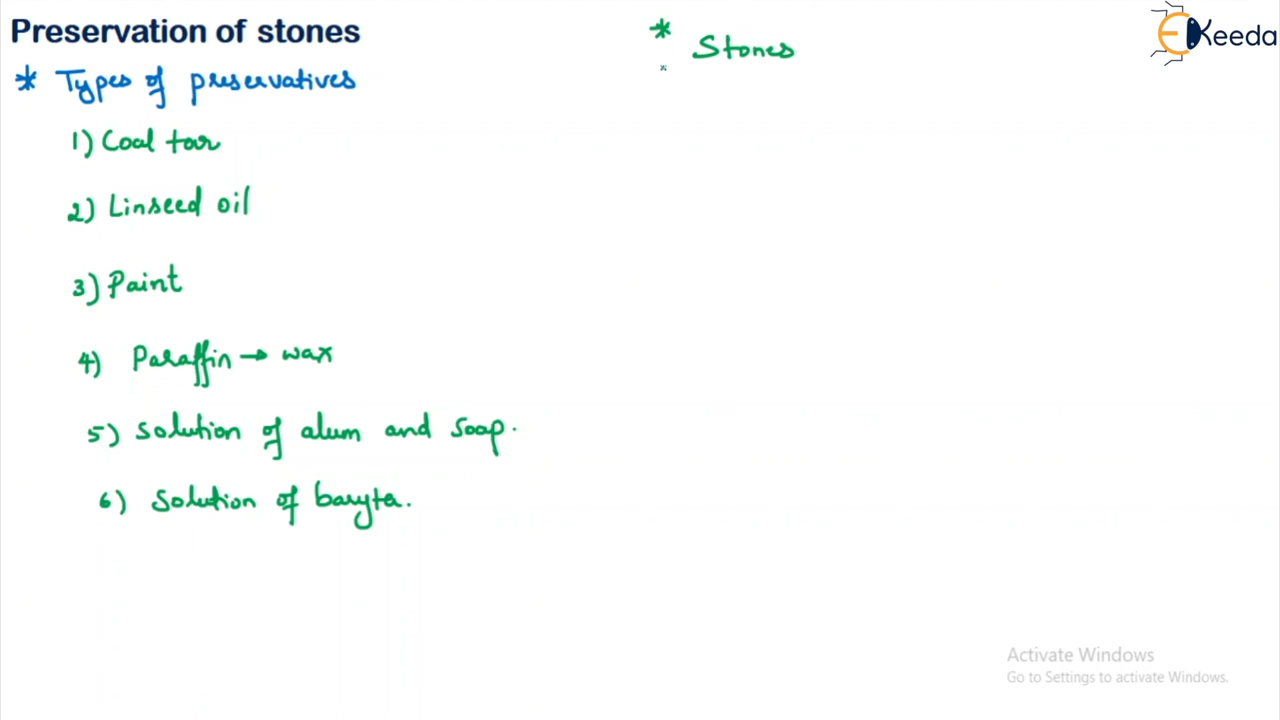 Preservation of stones
* Types of preservatives
1) Coal tar
2) Linseed oil
3) Paint
4) Paraffin → wax
5) Solution of alum and soap.
6) Solution of baryta.
* Stones
EKeeda
Activate Windows
Go to Settings to activate Windows.